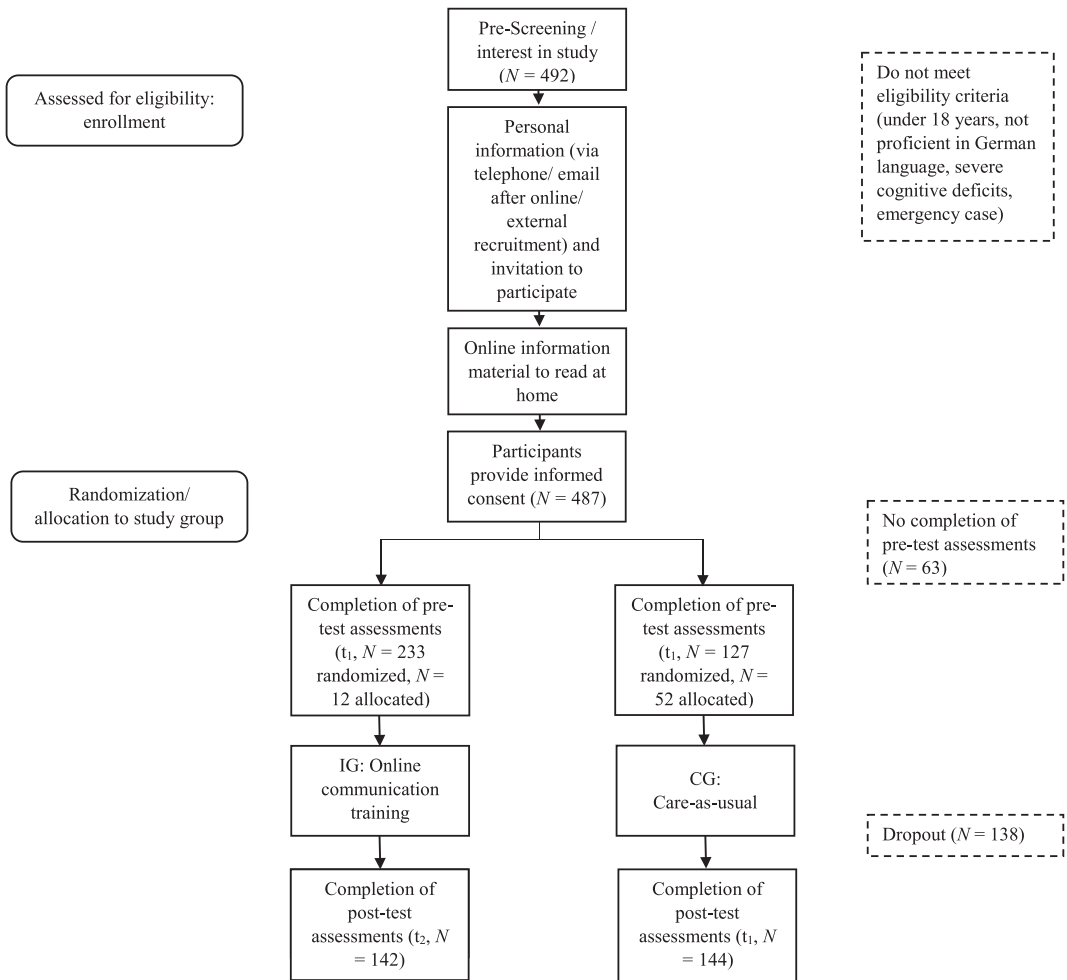 Pre-Screening /
interest in study
(N = 492)
Assessed for eligibility:
enrollment
Do not meet
eligibility criteria
(under 18 years, not
proficient in German
language, severe
cognitive deficits,
emergency case)
Personal
information (via
telephone/ email
after online/
external
recruitment) and
invitation to
participate
Online information
material to read at
home
Participants
provide informed
consent (N = 487)
Randomization/
allocation to study group
No completion of
pre-test assessments
(N = 63)
Completion of pre-
test assessments
(t₁, N = 233
randomized, N =
12 allocated)
Completion of pre-
test assessments
(t₁, N = 127
randomized, N =
52 allocated)
IG: Online
communication
training
CG:
Care-as-usual
Dropout (N = 138)
Completion of
post-test
assessments (t₂, N
= 142)
Completion of
post-test
assessments (t₁, N
= 144)